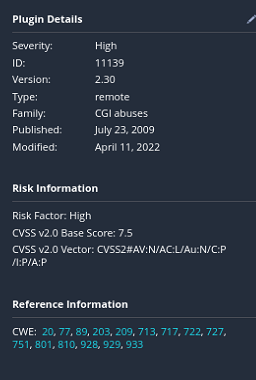 Plugin Details
Severity: High
ID: 11139
Version: 2.30
Type: remote
Family: CGI abuses
Published: July 23, 2009
Modified: April 11, 2022
Risk Information
Risk Factor: High
CVSS v2.0 Base Score: 7.5
CVSS v2.0 Vector: CVSS2#AV:N/AC:L/Au:N/C:P
/I:P/A:P
Reference Information
CWE: 20, 77, 89, 203, 209, 713, 717, 722, 727,
751, 801, 810, 928, 929, 933